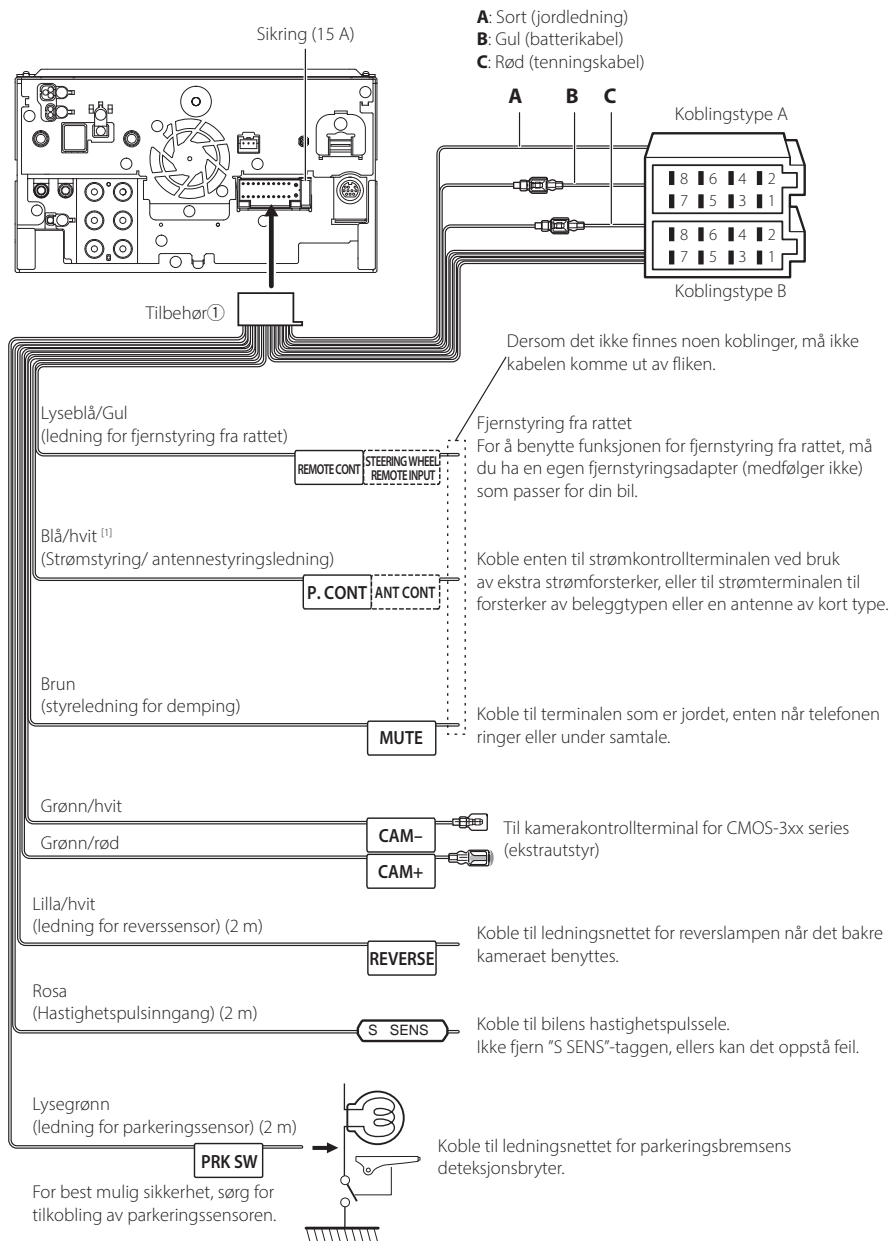 Sikring (15 A)
A: Sort (jordledning)
B: Gul (batterikabel)
C: Rød (tenningskabel)
A B C
Koblingstype A
8 6 4 2
7 5 3 1
8 6 4 2
7 5 3 1
Koblingstype B
Tilbehør①
Dersom det ikke finnes noen koblinger, må ikke
kabelen komme ut av fliken.
Lyseblå/Gul
(ledning for fjernstyring fra rattet)
REMOTE CONT
STEERING WHEEL
REMOTE INPUT
Fjernstyring fra rattet
For å benytte funksjonen for fjernstyring fra rattet, må
du ha en egen fjernstyringsadapter (medfølger ikke)
som passer for din bil.
Blå/hvit [1]
(Strømstyring/ antennestyringsledning)
P. CONT ANT CONT
Koble enten til strømkontrollterminalen ved bruk
av ekstra strømforsterker, eller til strømterminalen til
forsterker av beleggtypen eller en antenne av kort type.
Brun
(styreledning for demping)
MUTE
Koble til terminalen som er jordet, enten når telefonen
ringer eller under samtale.
Grønn/hvit
CAM–
Grønn/rød
CAM+
Til kamerakontrollterminal for CMOS-3xx series
(ekstrautstyr)
Lilla/hvit
(ledning for reverssensor) (2 m)
REVERSE
Koble til ledningsnettet for reverslampen når det bakre
kameraet benyttes.
Rosa
(Hastighetspulsinngang) (2 m)
S SENS
Koble til bilens hastighetspulssele.
Ikke fjern "S SENS"-taggen, ellers kan det oppstå feil.
Lysegrønn
(ledning for parkeringssensor) (2 m)
PRK SW
Koble til ledningsnettet for parkeringsbremsens
deteksjonsbryter.
For best mulig sikkerhet, sørg for
tilkobling av parkeringssensoren.